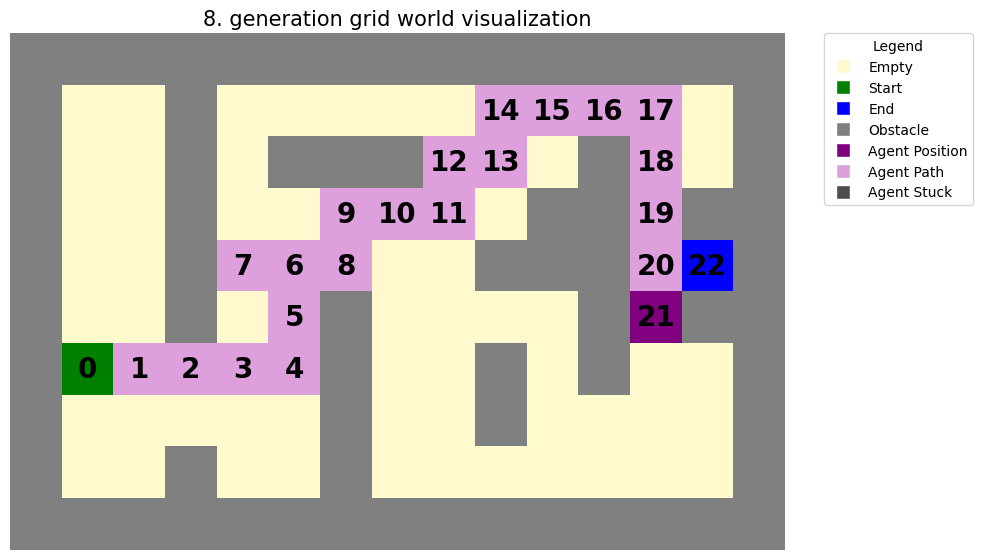 8. generation grid world visualization
14 15 16 17
12 13 18
9 10 11 19
7 6 8 20 22
5 21
0 1 2 3 4
Legend
Empty
Start
End
Obstacle
Agent Position
Agent Path
Agent Stuck